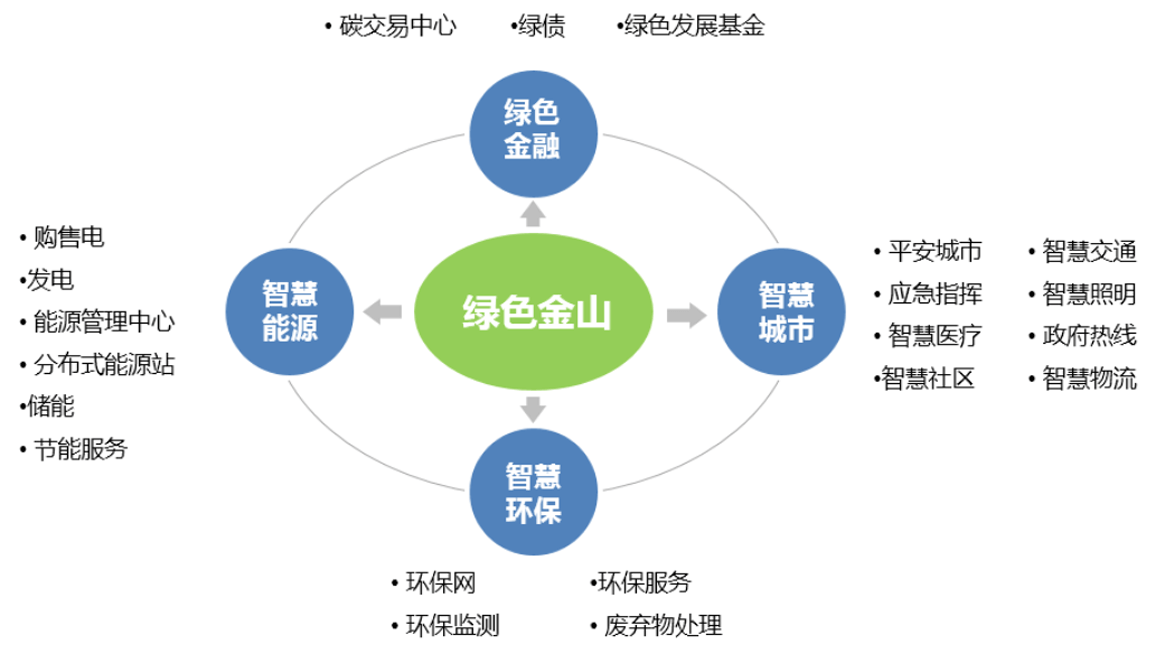 • 碳交易中心 •绿债 •绿色发展基金
绿色
金融
• 购售电
•发电
• 能源管理中心
• 分布式能源站
•储能
• 节能服务
智慧
能源
绿色金山
智慧
城市
• 平安城市 • 智慧交通
• 应急指挥 • 智慧照明
• 智慧医疗 • 政府热线
•智慧社区 • 智慧物流
智慧
环保
• 环保网 •环保服务
• 环保监测 • 废弃物处理